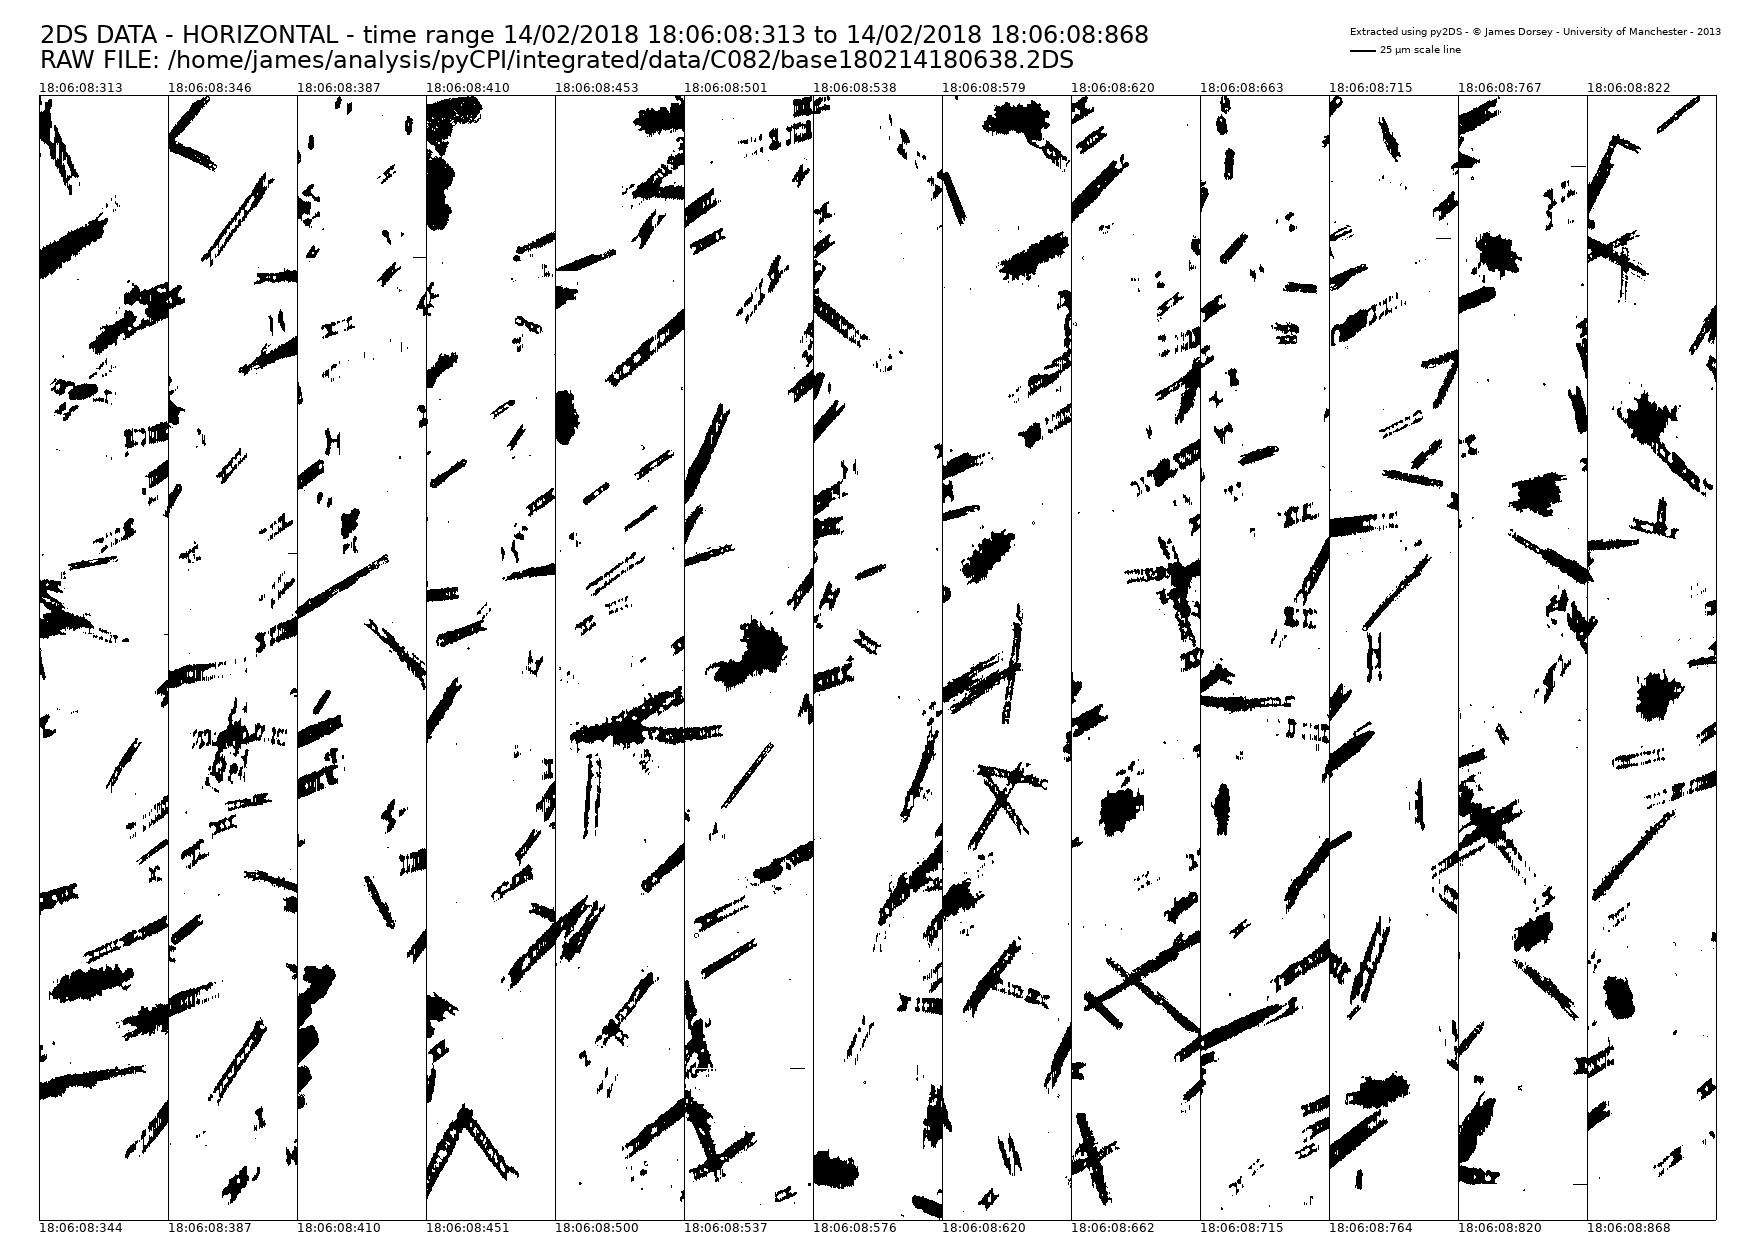 2DS DATA - HORIZONTAL - time range 14/02/2018 18:06:08:313 to 14/02/2018 18:06:08:868
RAW FILE: /home/james/analysis/pyCPI/integrated/data/C082/base180214180638.2DS
Extracted using py2DS - © James Dorsey - University of Manchester - 2013
25 µm scale line
18:06:08:313 18:06:08:346 18:06:08:387 18:06:08:410 18:06:08:453 18:06:08:501 18:06:08:538 18:06:08:579 18:06:08:620 18:06:08:663 18:06:08:715 18:06:08:767 18:06:08:822
18:06:08:344 18:06:08:387 18:06:08:410 18:06:08:451 18:06:08:500 18:06:08:537 18:06:08:576 18:06:08:620 18:06:08:662 18:06:08:715 18:06:08:764 18:06:08:820 18:06:08:868